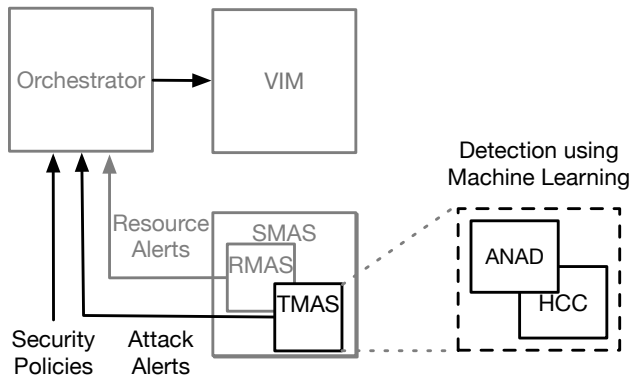 Orchestrator
VIM
Detection using
Machine Learning
Resource
Alerts
SMAS
RMAS
TMAS
ANAD
HCC
Security
Policies
Attack
Alerts